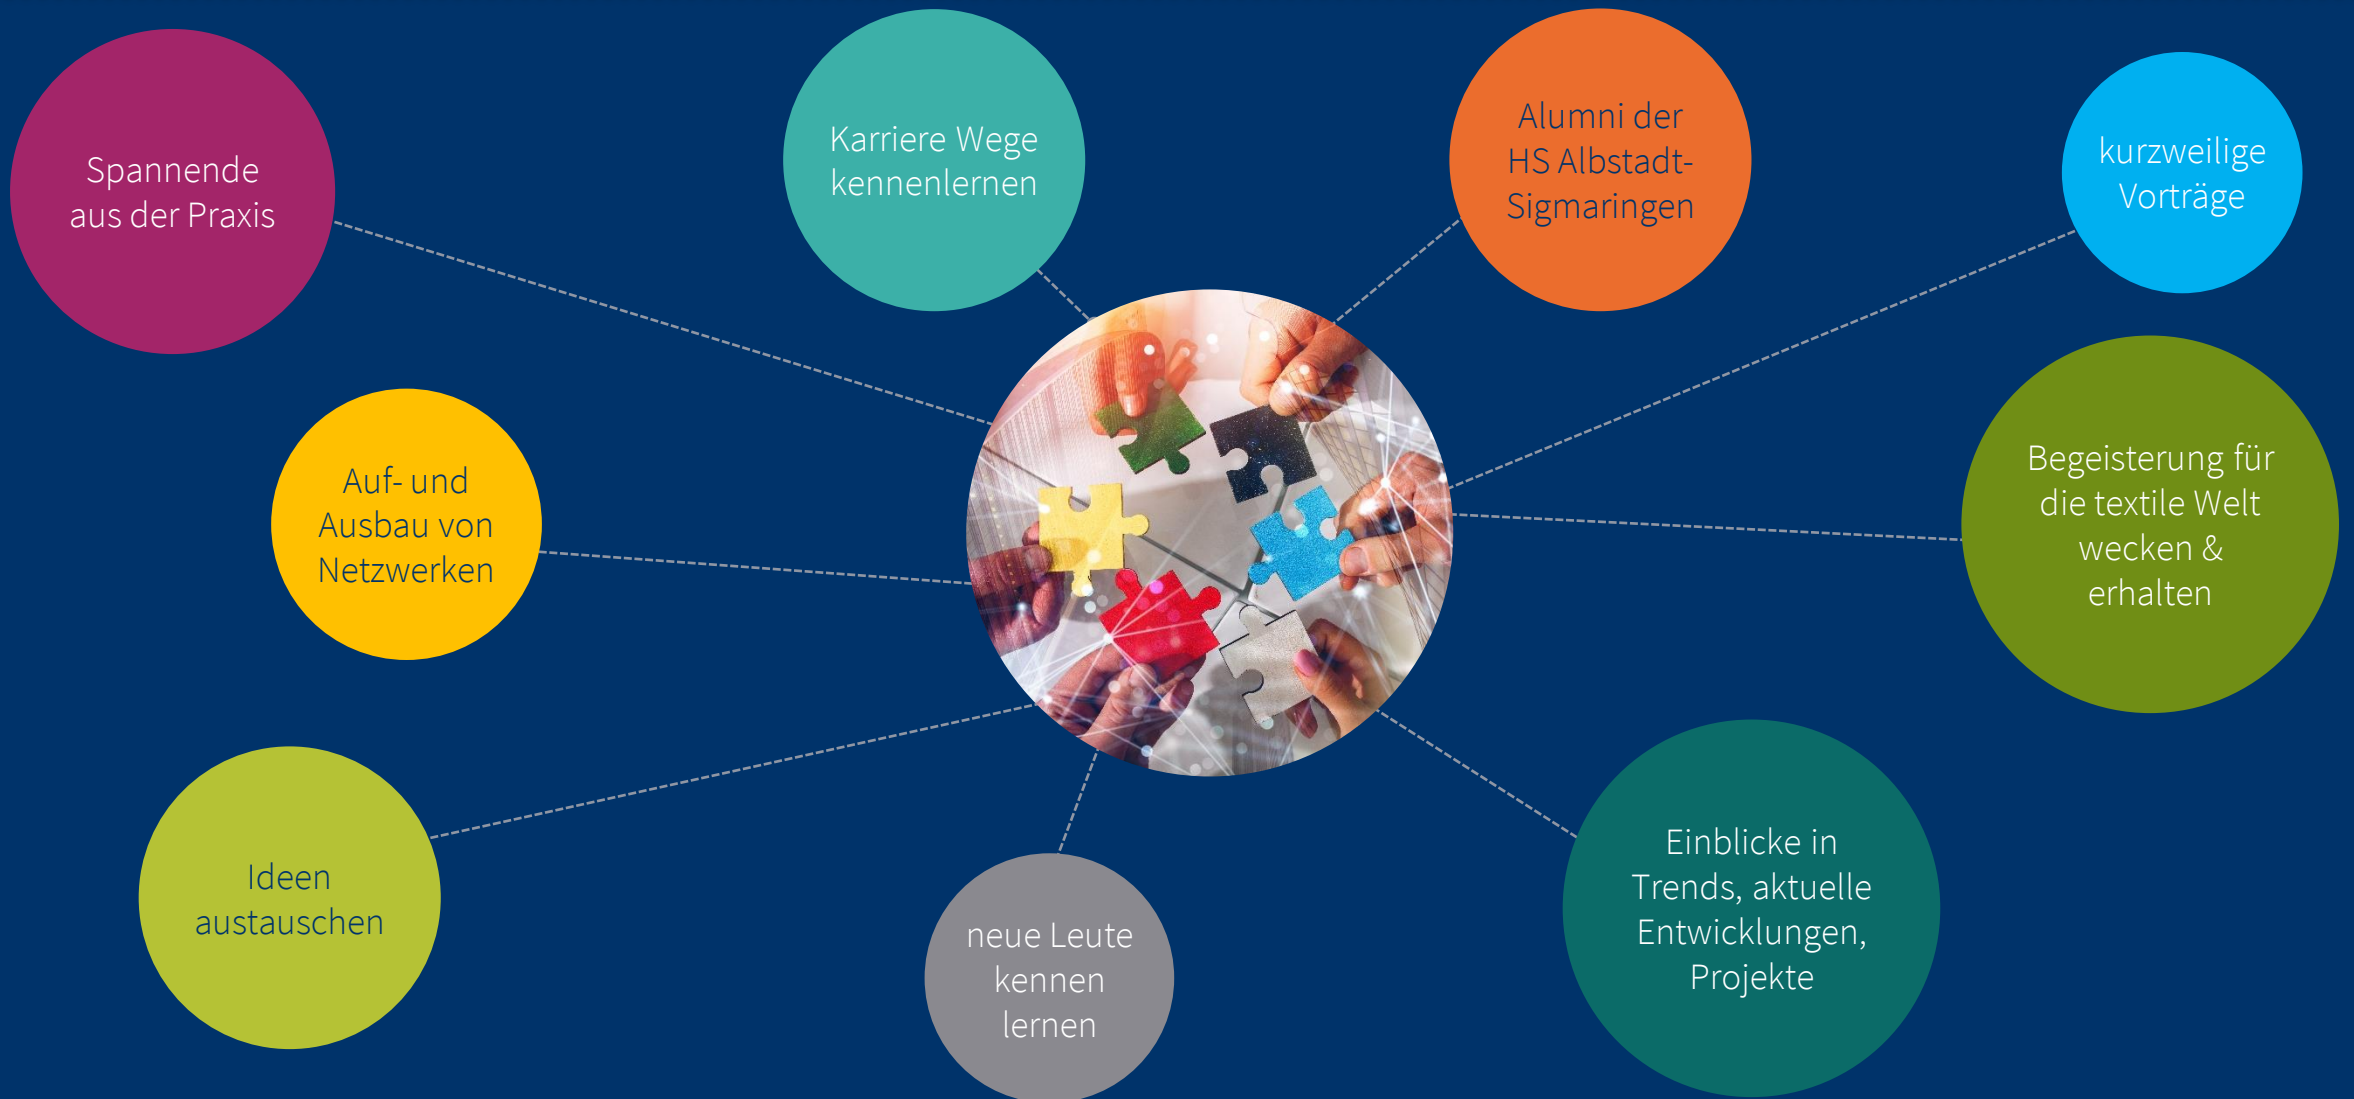 Spannende
aus der Praxis
Karriere Wege
kennenlernen
Alumni der
HS Albstadt-
Sigmaringen
kurzweilige
Vorträge
Auf- und
Ausbau von
Netzwerken
Begeisterung für
die textile Welt
wecken &
erhalten
Ideen
austauschen
neue Leute
kennen
lernen
Einblicke in
Trends, aktuelle
Entwicklungen,
Projekte